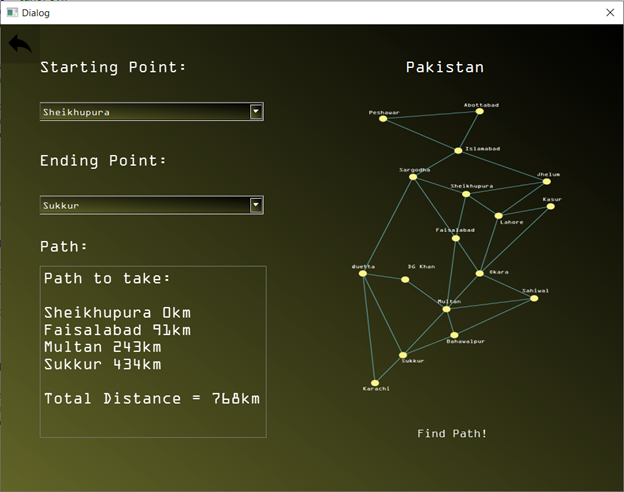 Dialog
Starting Point:
Sheikhupura
Ending Point:
Sukkur
Path:
Path to take:
Sheikhupura 0km
Faisalabad 91km
Multan 243km
Sukkur 434km
Total Distance = 768km
Pakistan
Abottabad
Peshawar
Islamabad
Sargodha
Jhelum
Sheikhupura
Kasur
Lahore
Faisalabad
Quetta
DG Khan
Okara
Sahiwal
Multan
Bahawalpur
Sukkur
Karachi
Find Path!